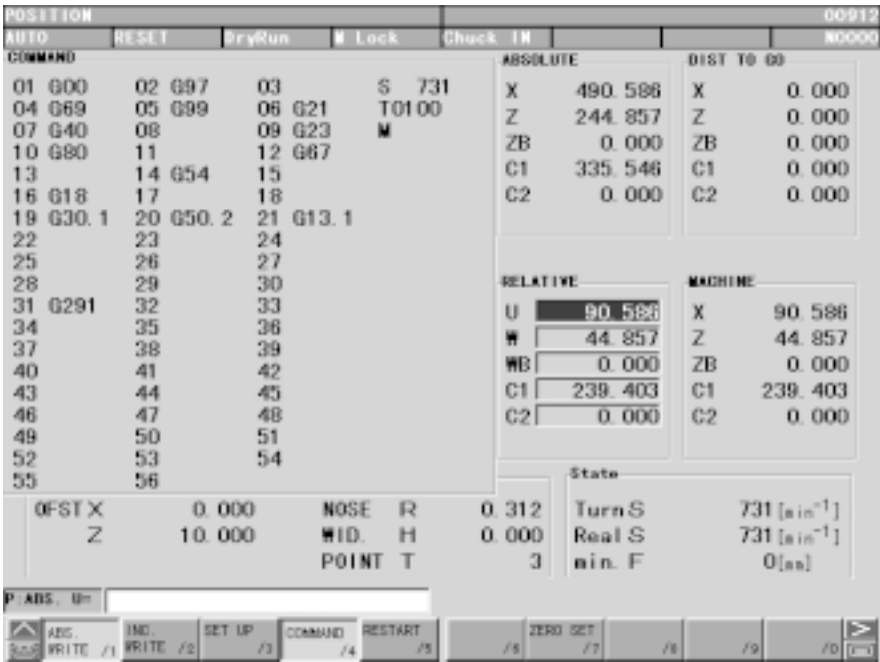 POSITION 00912
AUTO RESET DryRun M Lock Chuck IN N0000
COMMAND
01 G00 02 G97 03 S 731
04 G69 05 G99 06 G21 T0100
07 G40 08 09 G23 M
10 G80 11 12 G67
13 14 G54 15
16 G18 17 18
19 G30. 1 20 G50. 2 21 G13. 1
22 23 24
25 26 27
28 29 30
31 G291 32 33
34 35 36
37 38 39
40 41 42
43 44 45
46 47 48
49 50 51
52 53 54
55 56
ABSOLUTE
X 490. 586
Z 244. 857
ZB 0. 000
C1 335. 546
C2 0. 000
DIST TO GO
X 0. 000
Z 0. 000
ZB 0. 000
C1 0. 000
C2 0. 000
RELATIVE
U 90. 586
W 44. 857
WB 0. 000
C1 239. 403
C2 0. 000
MACHINE
X 90. 586
Z 44. 857
ZB 0. 000
C1 239. 403
C2 0. 000
OFST X 0. 000 NOSE R 0. 312
Z 10. 000 WID. H 0. 000
POINT T 3
State
Turn S 731 [min-1]
Real S 731 [min-1]
min. F 0[mm]
P:ABS. U=
ABS. WRITE /1
INC. WRITE /2
SET UP /3
COMMAND /4
RESTART /5
/6
ZERO SET /7
/8
/9
/0
>